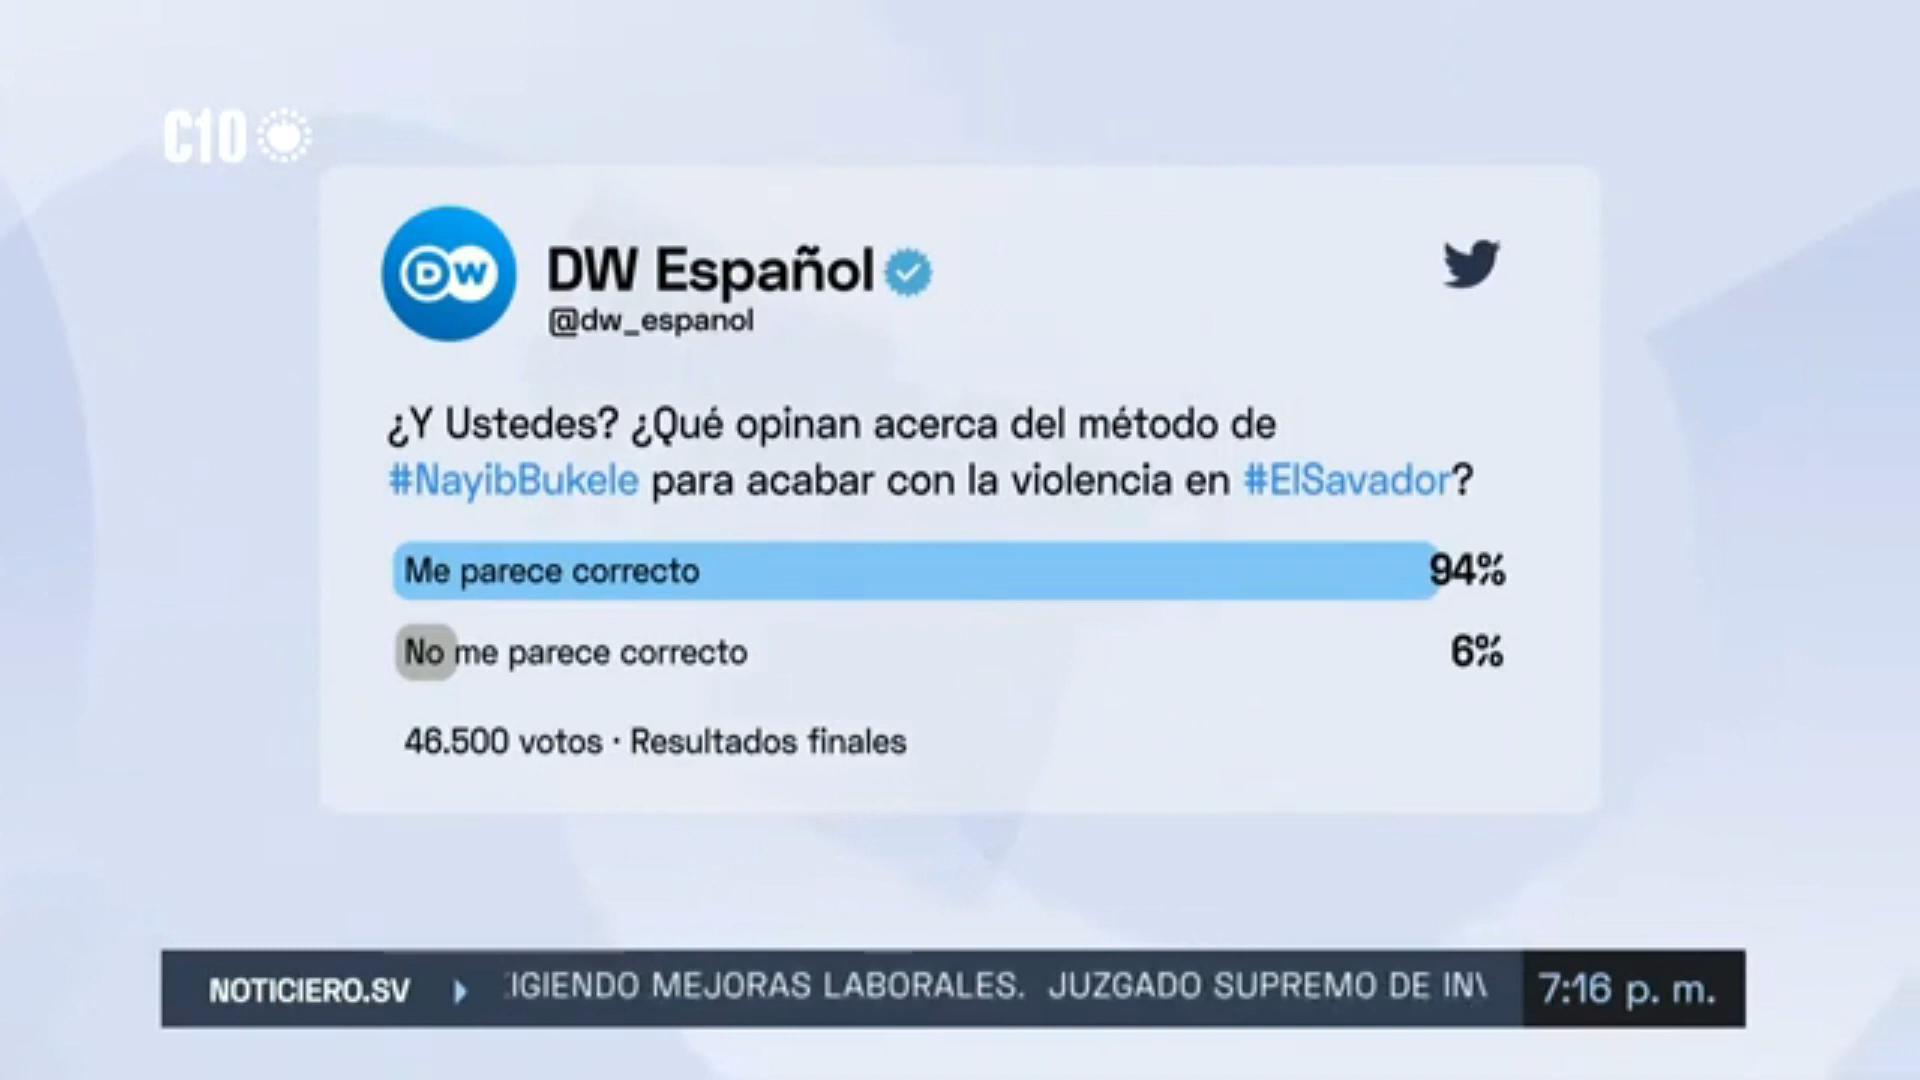 C10
DW
DW Español
@dw_espanol
¿Y Ustedes? ¿Qué opinan acerca del método de
#NayibBukele para acabar con la violencia en #ElSavador?
Me parece correcto 94%
No me parece correcto 6%
46.500 votos · Resultados finales
NOTICIERO.SV IGIENDO MEJORAS LABORALES. JUZGADO SUPREMO DE 7:16 p. m.